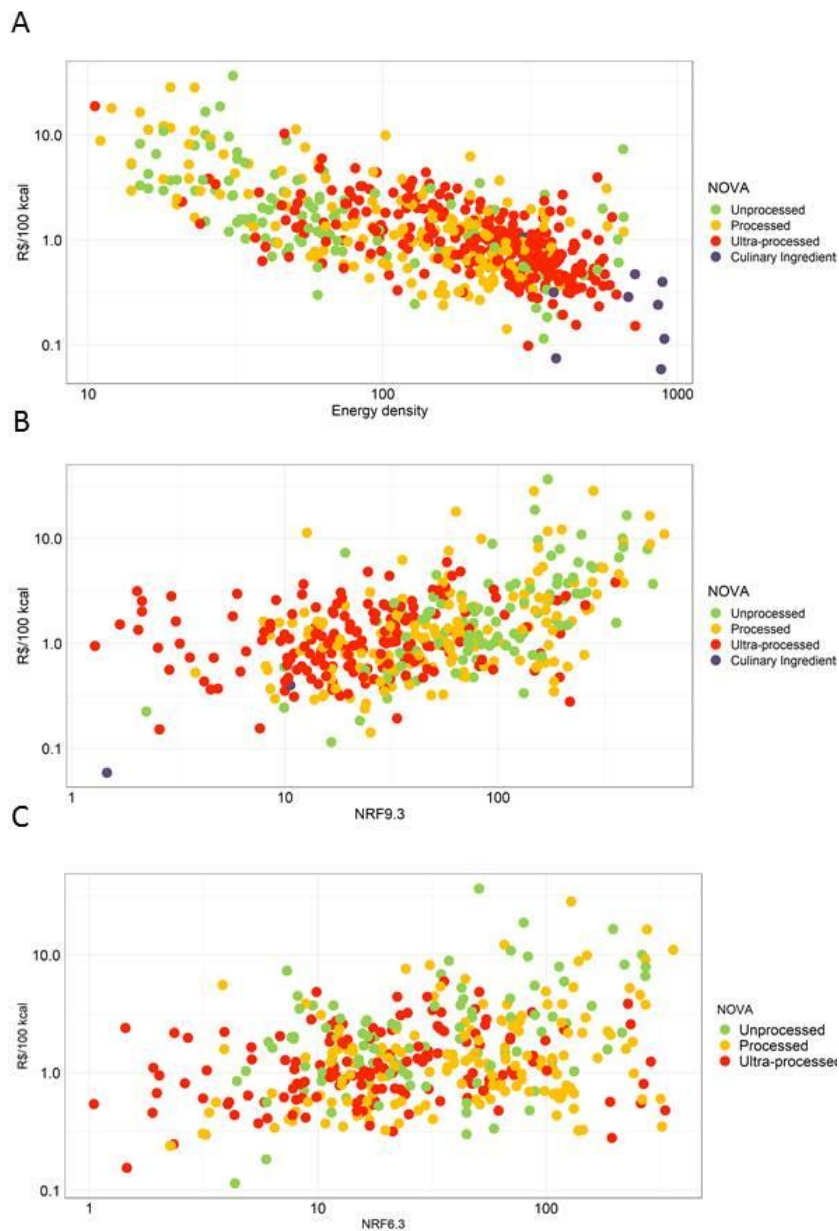 A
R$/100 kcal
10.0
1.0
0.1
10
100
1000
Energy density
NOVA
Unprocessed
Processed
Ultra-processed
Culinary Ingredient
B
R$/100 kcal
10.0
1.0
0.1
1
10
100
NRF9.3
NOVA
Unprocessed
Processed
Ultra-processed
Culinary Ingredient
C
R$/100 kcal
10.0
1.0
0.1
1
10
100
NRF6.3
NOVA
Unprocessed
Processed
Ultra-processed